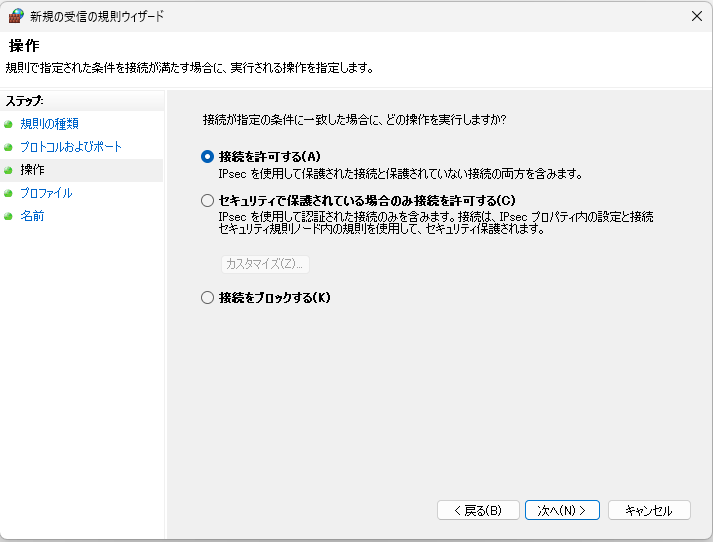 新規の受信の規則ウィザード
操作
規則で指定された条件を接続が満たす場合に、実行される操作を指定します。
ステップ:
規則の種類
プロトコルおよびポート
操作
プロファイル
名前
接続が指定の条件に一致した場合に、どの操作を実行しますか?
接続を許可する(A)
IPsec を使用して保護された接続と保護されていない接続の両方を含みます。
セキュリティで保護されている場合のみ接続を許可する(C)
IPsec を使用して認証された接続のみを含みます。接続は、IPsec プロパティ内の設定と接続
セキュリティ規則ノード内の規則を使用して、セキュリティ保護されます。
カスタマイズ(Z)...
接続をブロックする(K)
< 戻る(B)
次へ(N) >
キャンセル